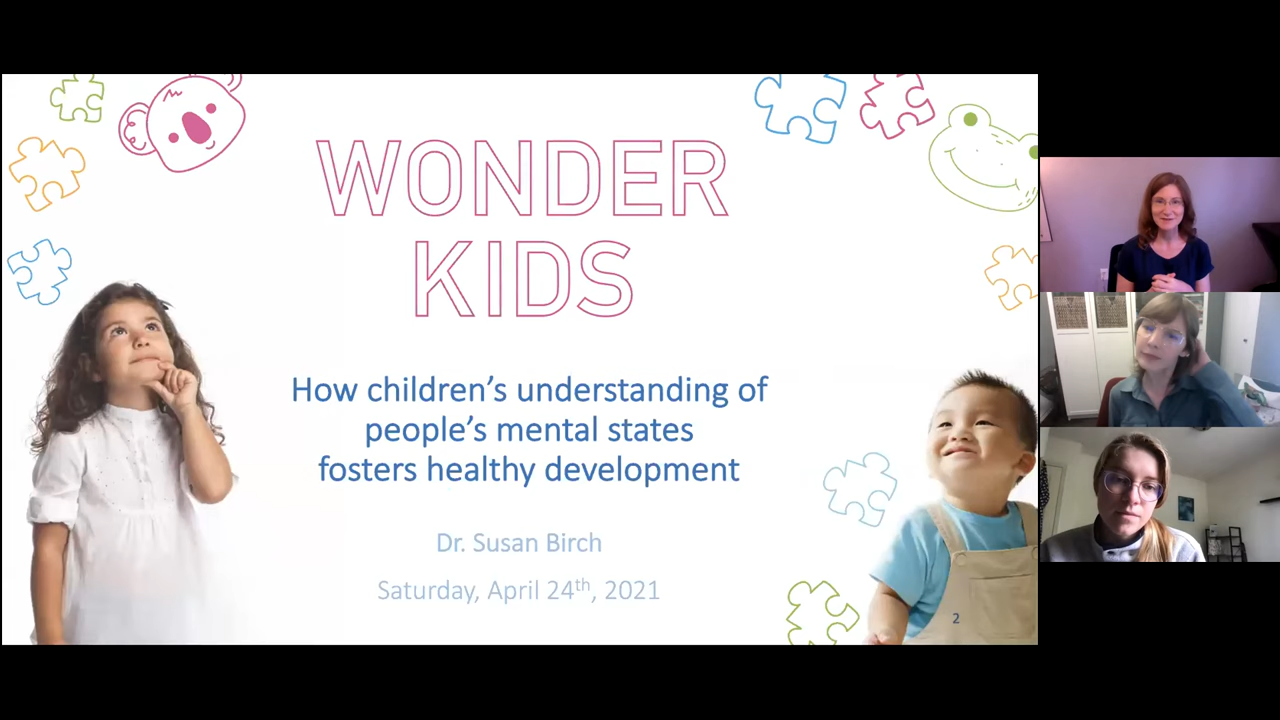 WONDER
KIDS
How children’s understanding of
people’s mental states
fosters healthy development
Dr. Susan Birch
Saturday, April 24th, 2021
2